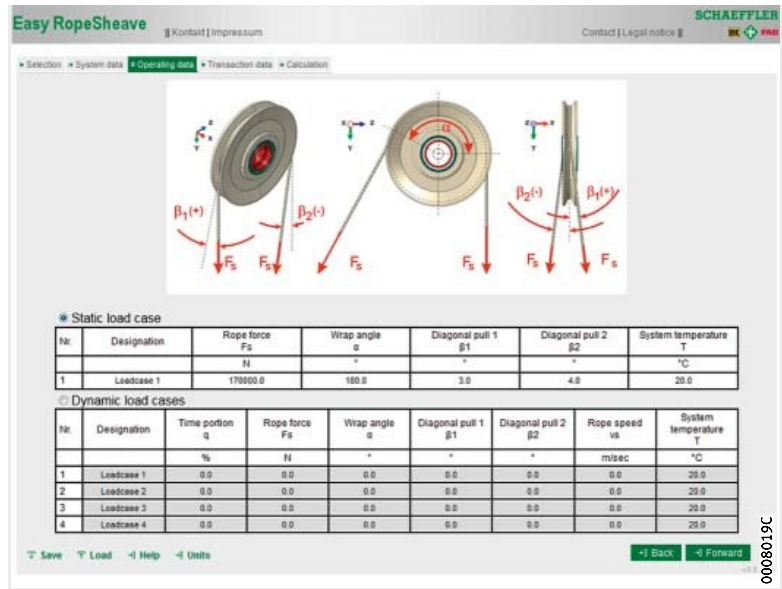 SCHAEFFLER
Easy RopeSheave
|| Kontakt | Impressum
Contact | Legal notice ||
INA FAG
Selection System data Operating data Transaction data Calculation
z x Y
x z Y
z x Y
α
β1(+) β2(-)
β2(-) β1(+)
Fs Fs Fs Fs Fs Fs
Static load case
Nr. Designation Rope force Fs Wrap angle α Diagonal pull 1 β1 Diagonal pull 2 β2 System temperature T
N ° ° ° °C
1 Loadcase 1 170000.0 180.0 3.0 4.0 20.0
Dynamic load cases
Nr. Designation Time portion q Rope force Fs Wrap angle α Diagonal pull 1 β1 Diagonal pull 2 β2 Rope speed vs System temperature T
% N ° ° ° m/sec °C
1 Loadcase 1 0.0 0.0 0.0 0.0 0.0 0.0 20.0
2 Loadcase 2 0.0 0.0 0.0 0.0 0.0 0.0 20.0
3 Loadcase 3 0.0 0.0 0.0 0.0 0.0 0.0 20.0
4 Loadcase 4 0.0 0.0 0.0 0.0 0.0 0.0 20.0
Save Load Help Units
Back Forward
0008019C